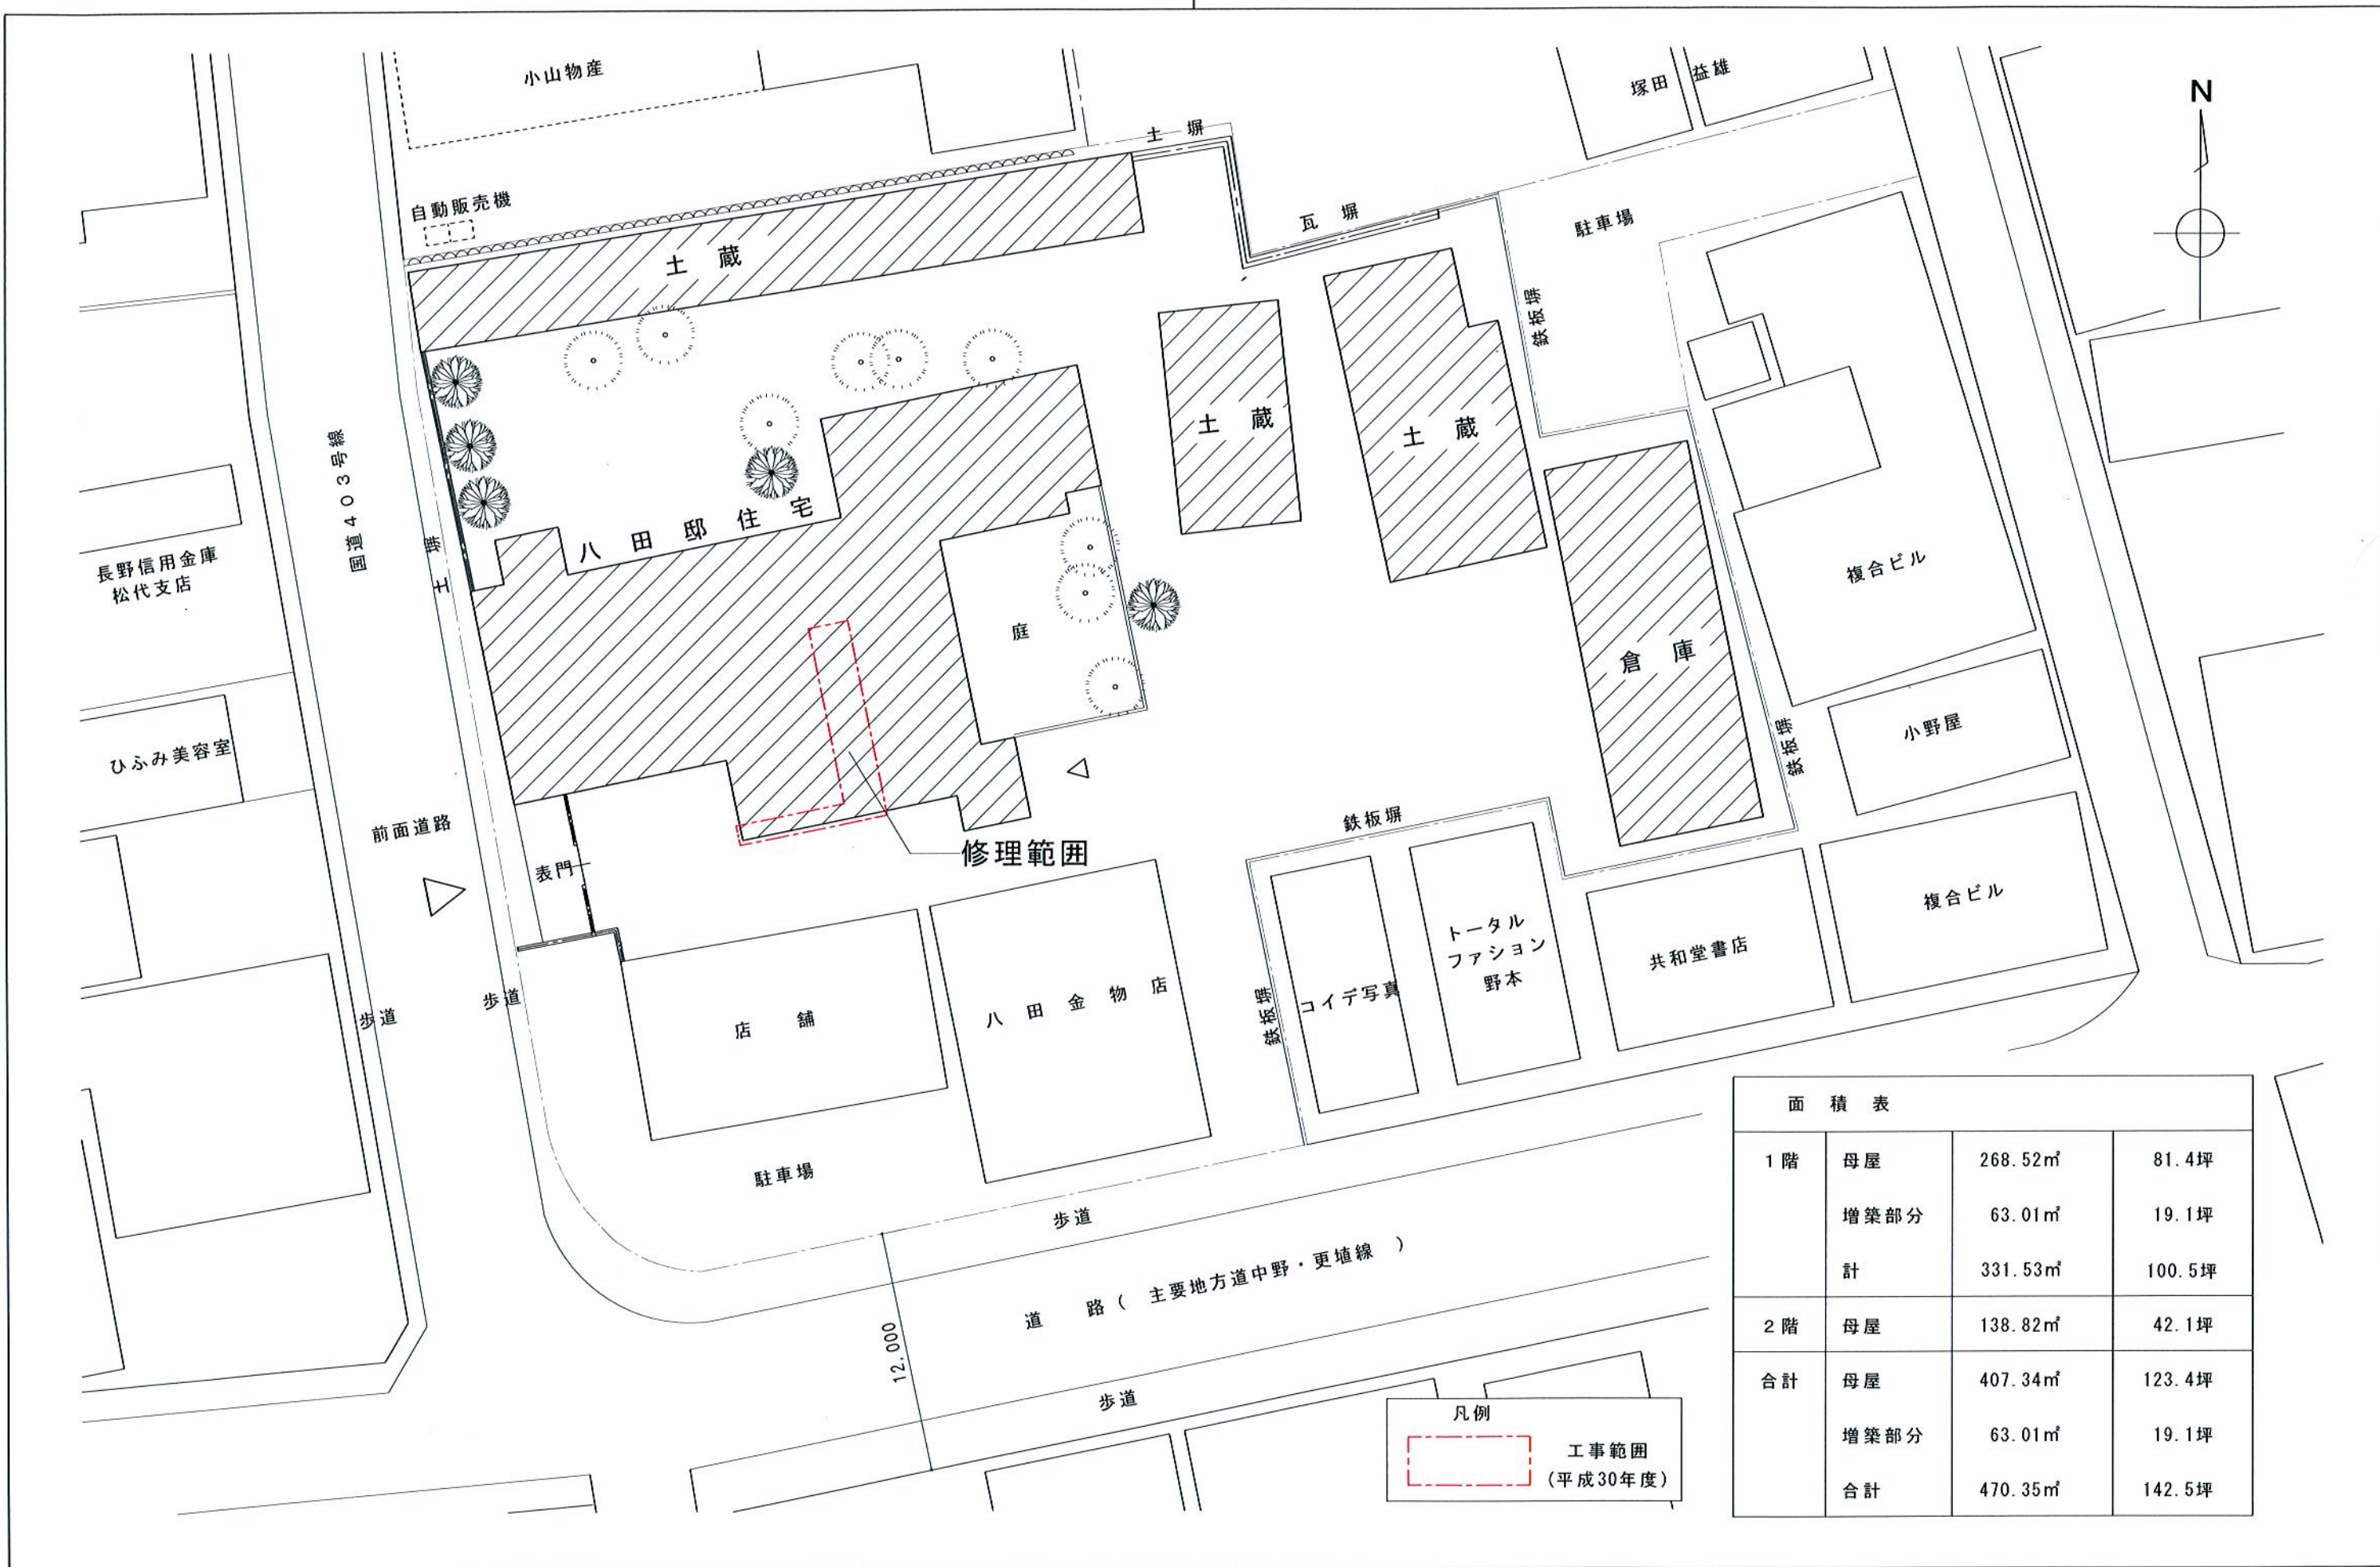 小山物産
塚田 益雄
N
土 塀
自動販売機
瓦 塀
駐車場
土 蔵
鉄板塀
国道403号線
土 蔵
土 蔵
八 田 邸 住 宅
土 塀
長野信用金庫
松代支店
複合ビル
庭
倉 庫
小野屋
鉄板塀
ひふみ美容室
前面道路
鉄板塀
修理範囲
表門
複合ビル
トータル
ファション
野本
共和堂書店
コイデ写真
鉄板塀
八 田 金 物 店
店 舗
歩道
歩道
駐車場
歩道
道 路( 主要地方道中野・更埴線 )
12.000
歩道
凡例
工事範囲
(平成30年度)
面 積 表
1階 母屋 268.52㎡ 81.4坪
増築部分 63.01㎡ 19.1坪
計 331.53㎡ 100.5坪
2階 母屋 138.82㎡ 42.1坪
合計 母屋 407.34㎡ 123.4坪
増築部分 63.01㎡ 19.1坪
合計 470.35㎡ 142.5坪